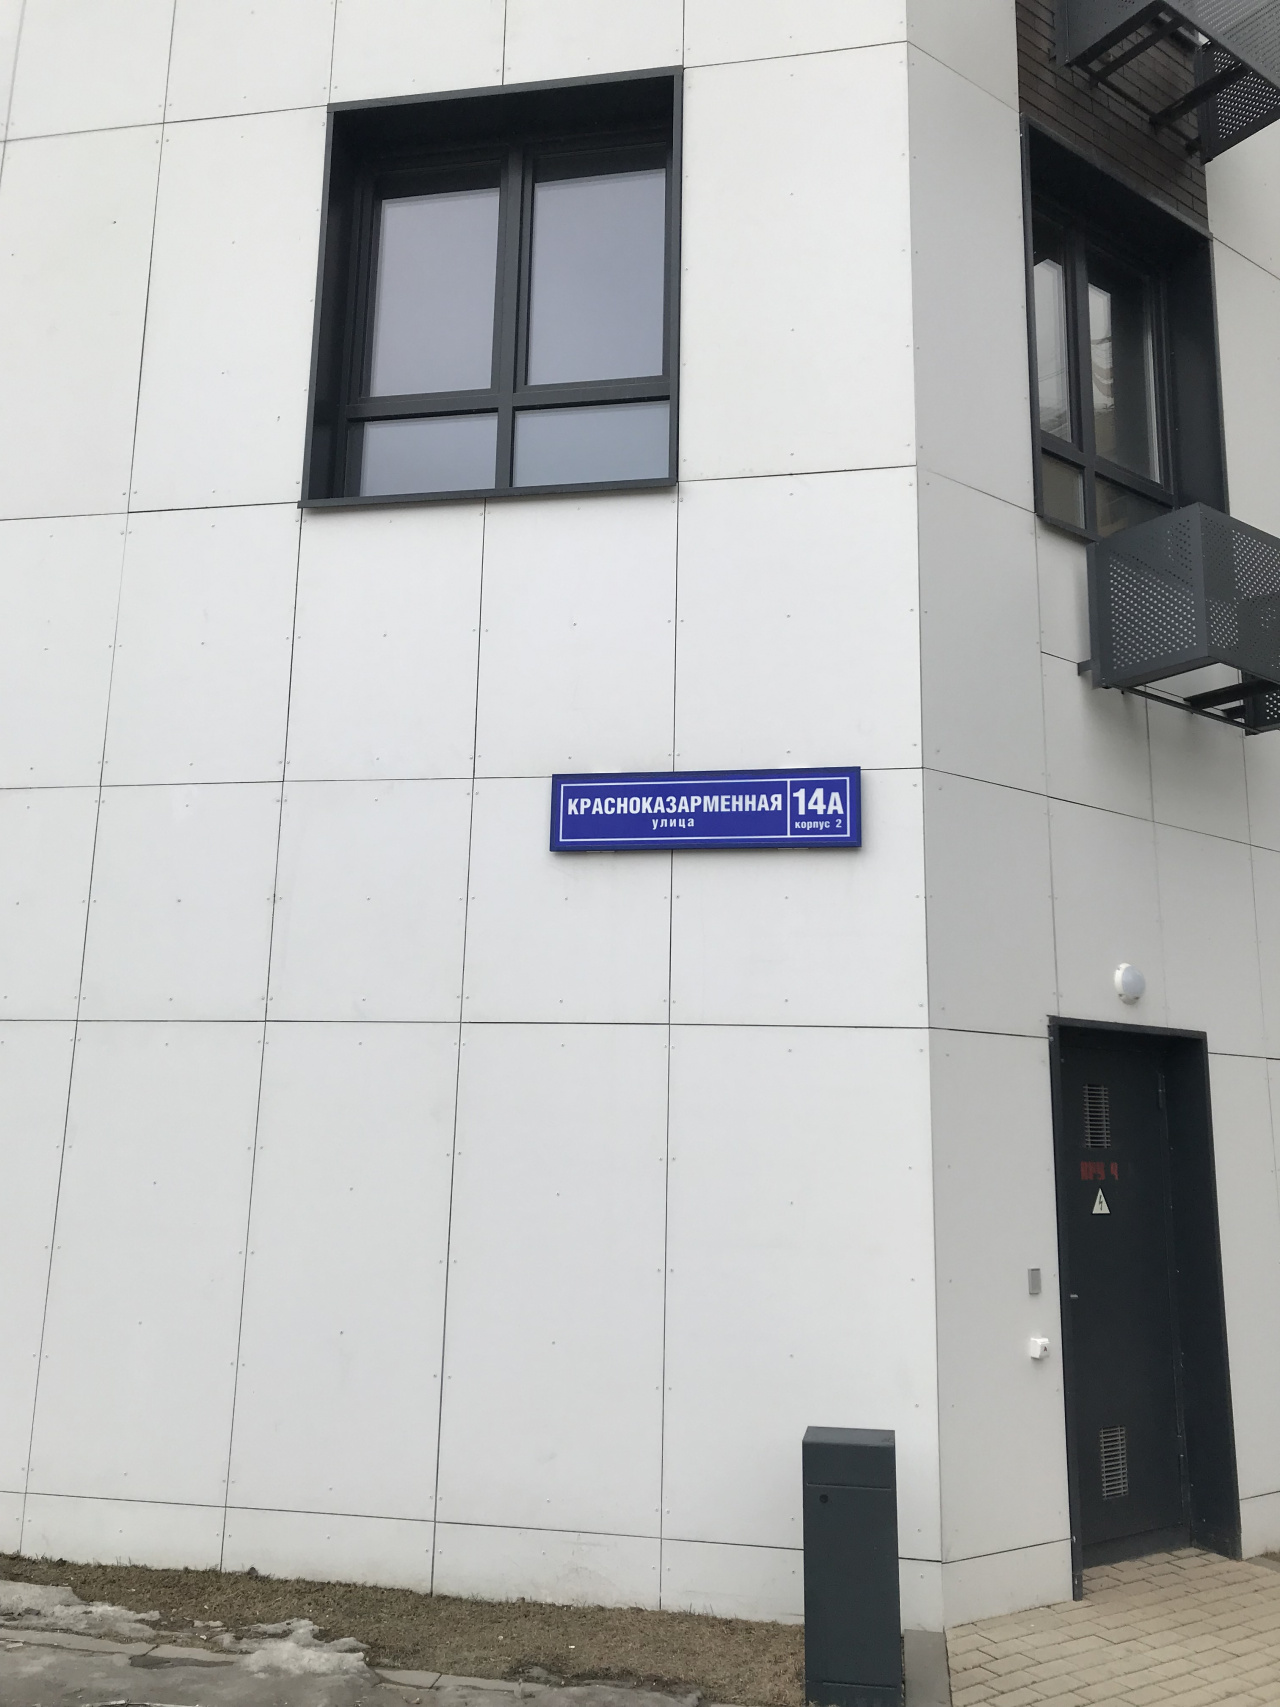 КРАСНОКАЗАРМЕННАЯ
улица
14А
корпус 2